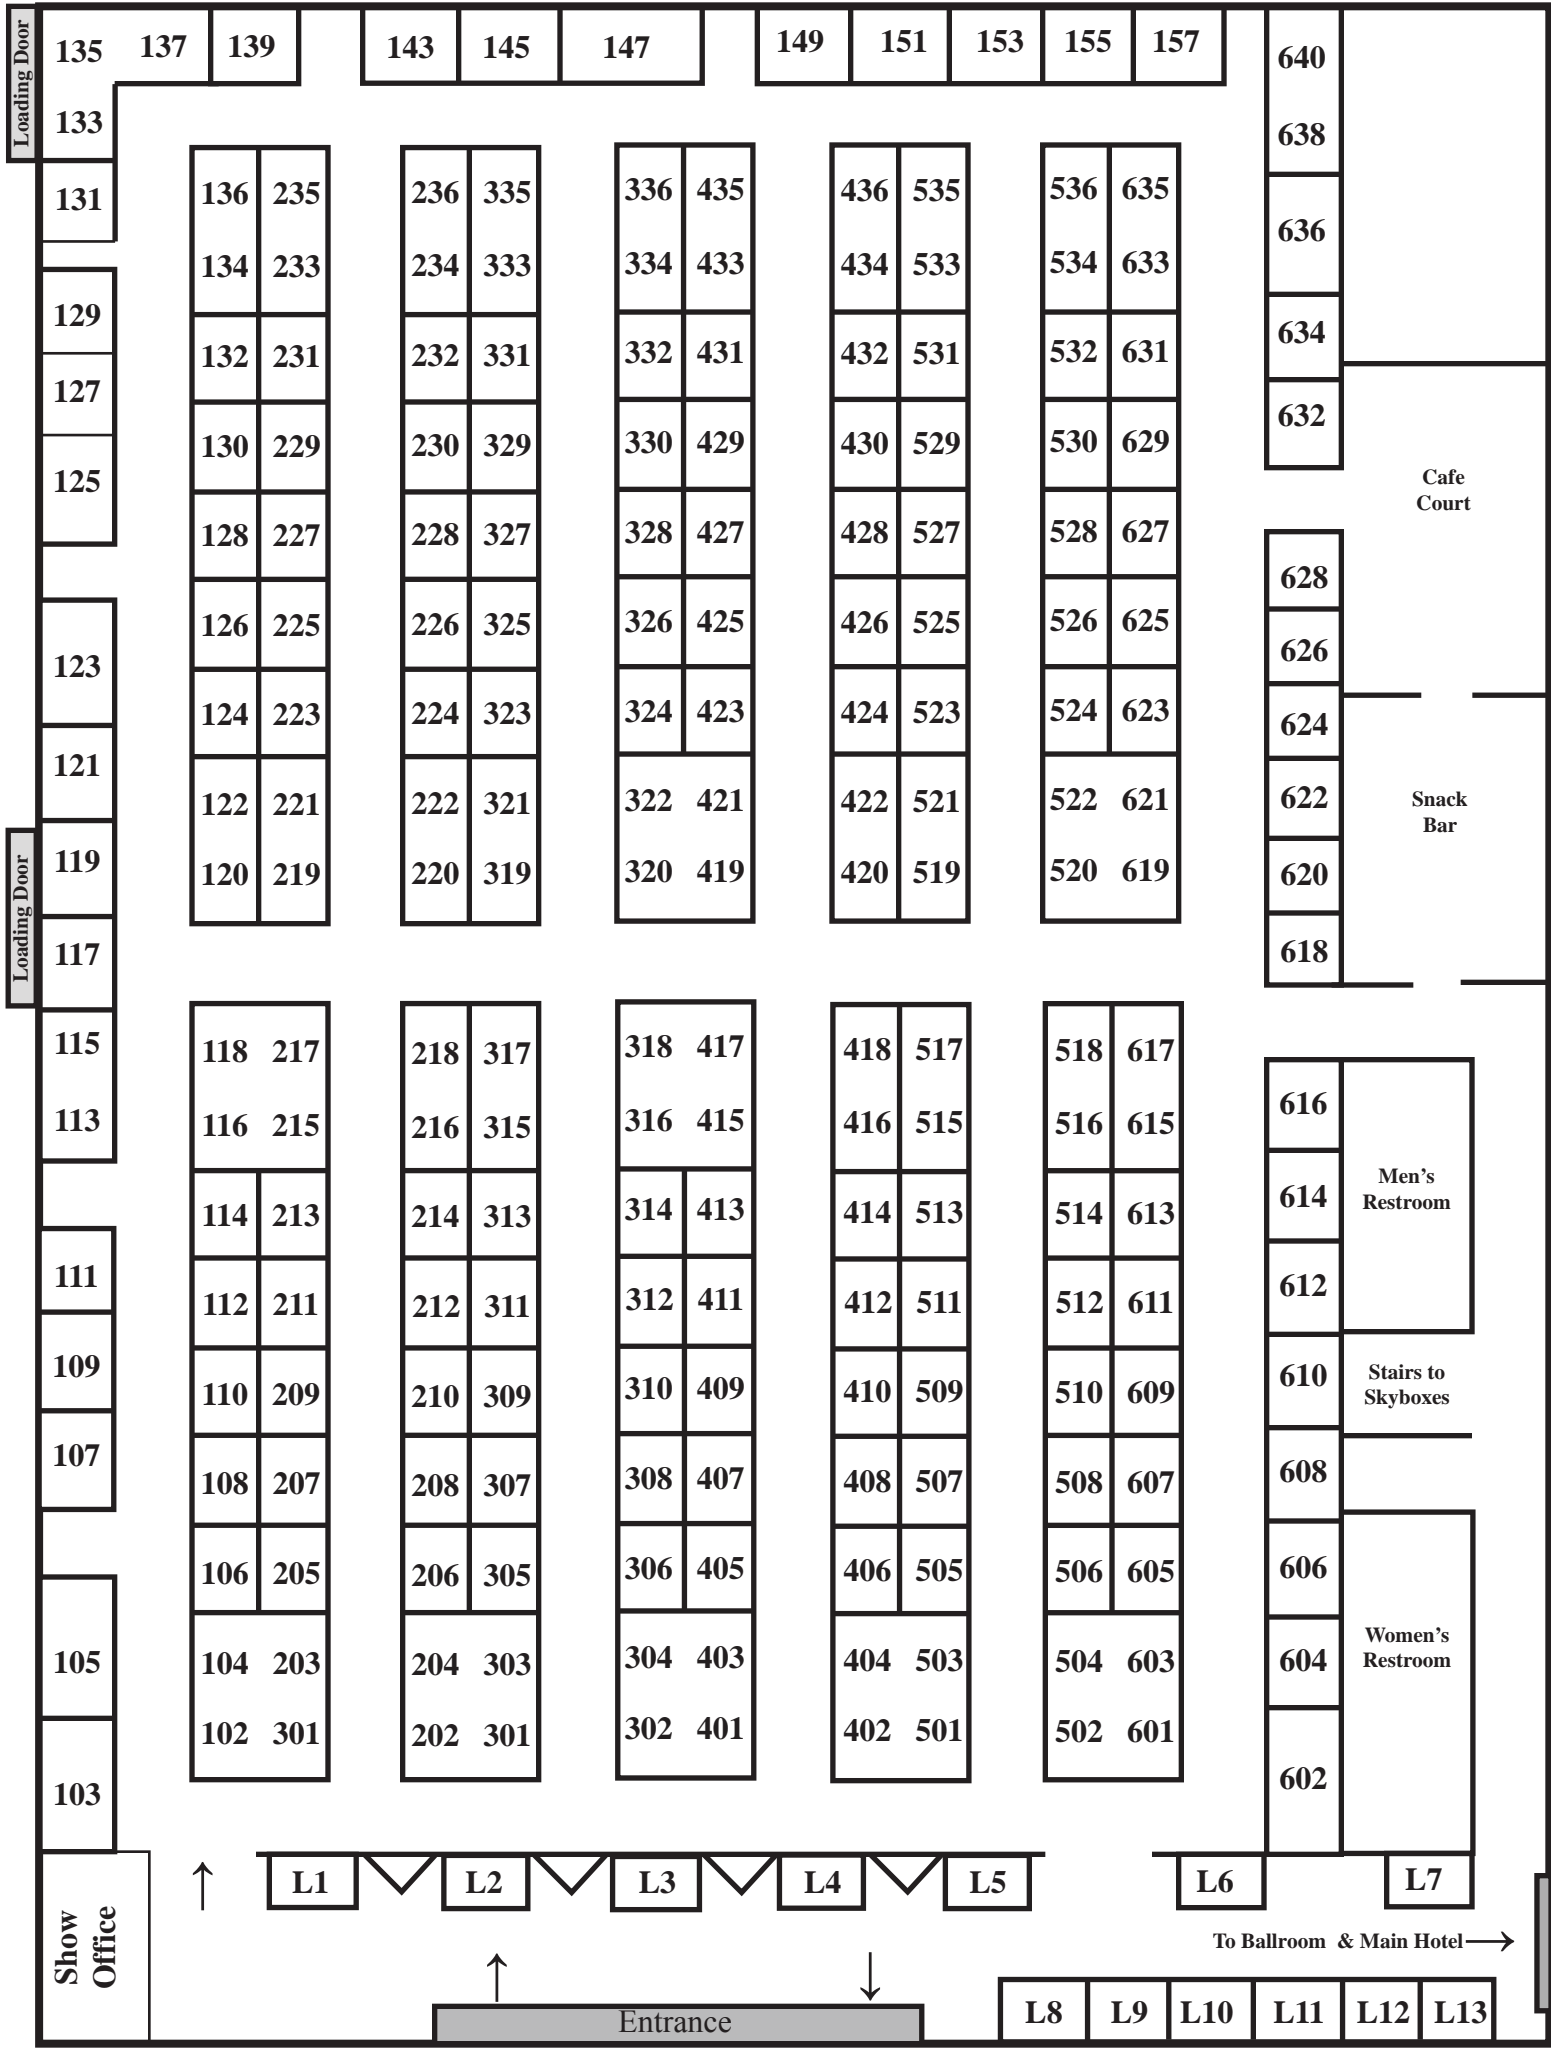 Loading Door
135 137 139 143 145 147 149 151 153 155 157 640
133 638
131 136 235 236 335 336 435 436 535 536 635 636
134 233 234 333 334 433 434 533 534 633
129 132 231 232 331 332 431 432 531 532 631 634
127 130 229 230 329 330 429 430 529 530 629 632
125 128 227 228 327 328 427 428 527 528 627
Cafe
Court
628
126 225 226 325 326 425 426 525 526 625 626
123 124 223 224 323 324 423 424 523 524 623 624
121 122 221 222 321 322 421 422 521 522 621 622
Snack
Bar
Loading Door
119 120 219 220 319 320 419 420 519 520 619 620
117 618
115 118 217 218 317 318 417 418 517 518 617
113 116 215 216 315 316 415 416 515 516 615 616
Men's
Restroom
114 213 214 313 314 413 414 513 514 613 614
111 112 211 212 311 312 411 412 511 512 611 612
109 110 209 210 309 310 409 410 509 510 609 610
Stairs to
Skyboxes
107 108 207 208 307 308 407 408 507 508 607 608
106 205 206 305 306 405 406 505 506 605 606
105 104 203 204 303 304 403 404 503 504 603 604
Women's
Restroom
102 301 202 301 302 401 402 501 502 601
103 602
L1 L2 L3 L4 L5 L6 L7
Show
Office
To Ballroom & Main Hotel
Entrance
L8 L9 L10 L11 L12 L13